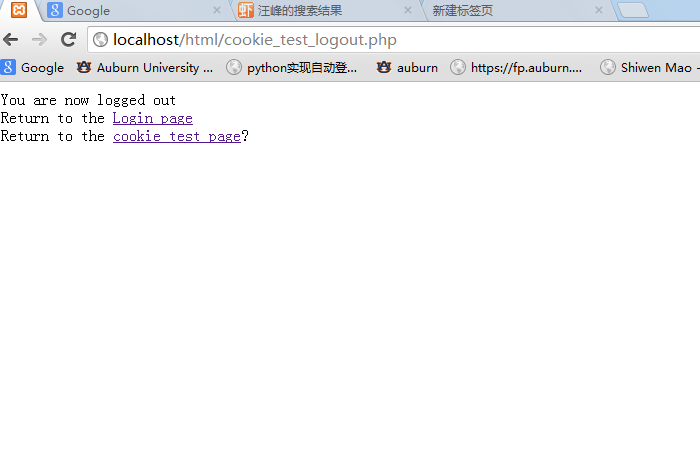 Google
虾 汪峰的搜索结果
新建标签页
localhost/html/cookie_test_logout.php
Google
Auburn University ...
python实现自动登...
auburn
https://fp.auburn....
Shiwen Mao -
You are now logged out
Return to the Login page
Return to the cookie test page?